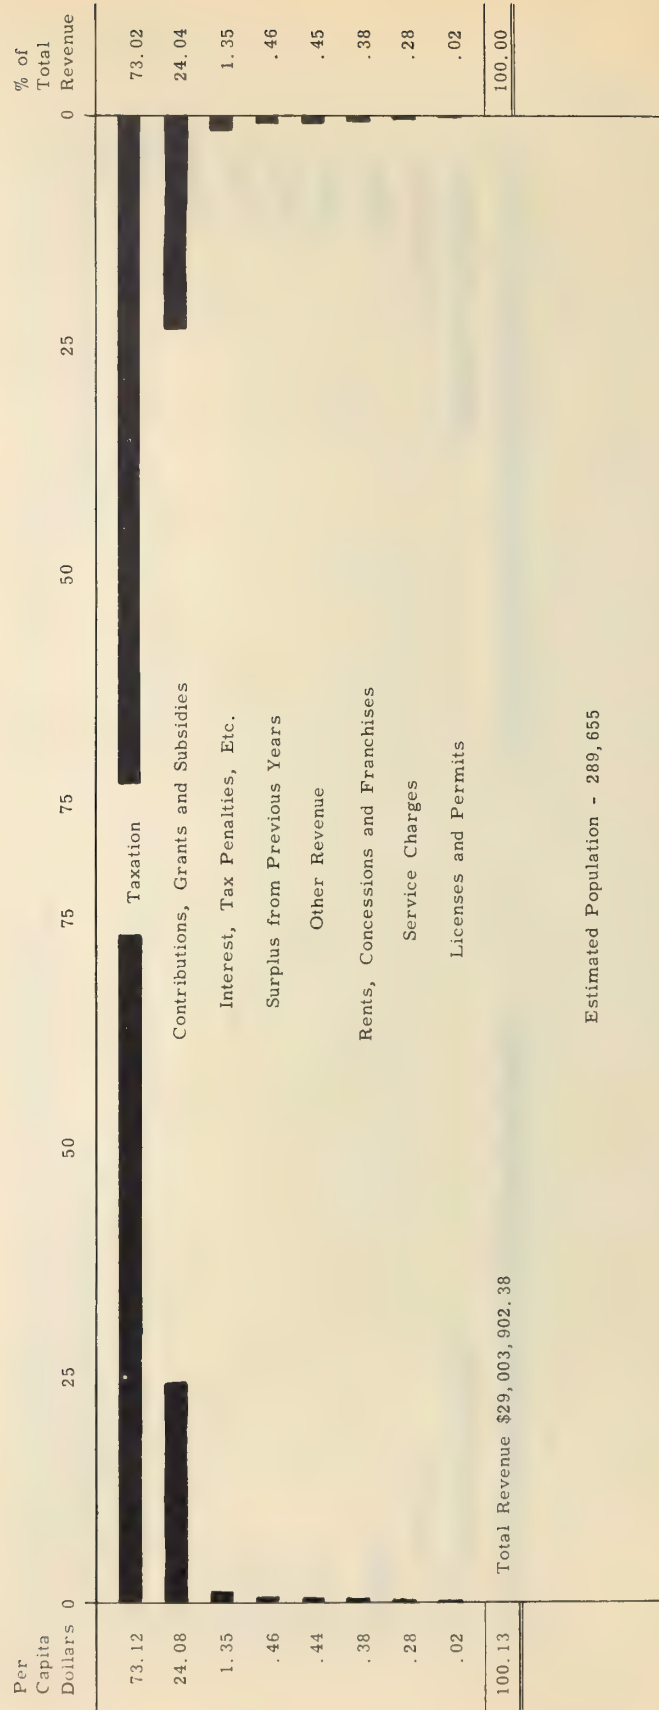 Per
Capita
Dollars 0 25 50 75 75 50 25 0
% of
Total
Revenue
73.12 Taxation 73.02
24.08 Contributions, Grants and Subsidies 24.04
1.35 Interest, Tax Penalties, Etc. 1.35
.46 Surplus from Previous Years .46
.44 Other Revenue .45
.38 Rents, Concessions and Franchises .38
.28 Service Charges .28
.02 Licenses and Permits .02
100.13 Total Revenue $29,003,902.38 100.00
Estimated Population - 289,655